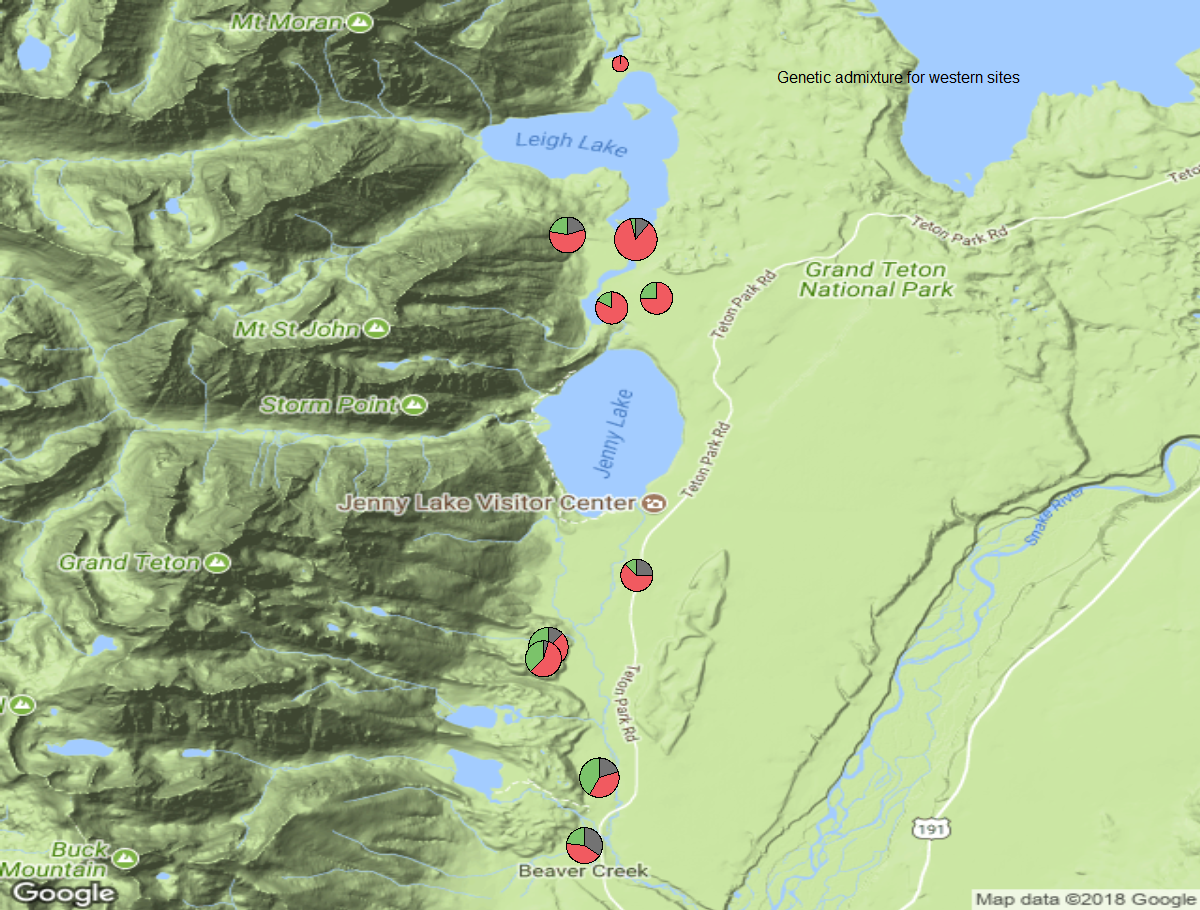 Mt Moran
Genetic admixture for western sites
Leigh Lake
Teton Park Rd
Grand Teton
National Park
Teton Park Rd
Mt St John
Storm Point
Jenny Lake
Teton Park Rd
Jenny Lake Visitor Center
Snake River
Grand Teton
Teton Park Rd
191
Buck
Mountain
Beaver Creek
Google
Map data ©2018 Google